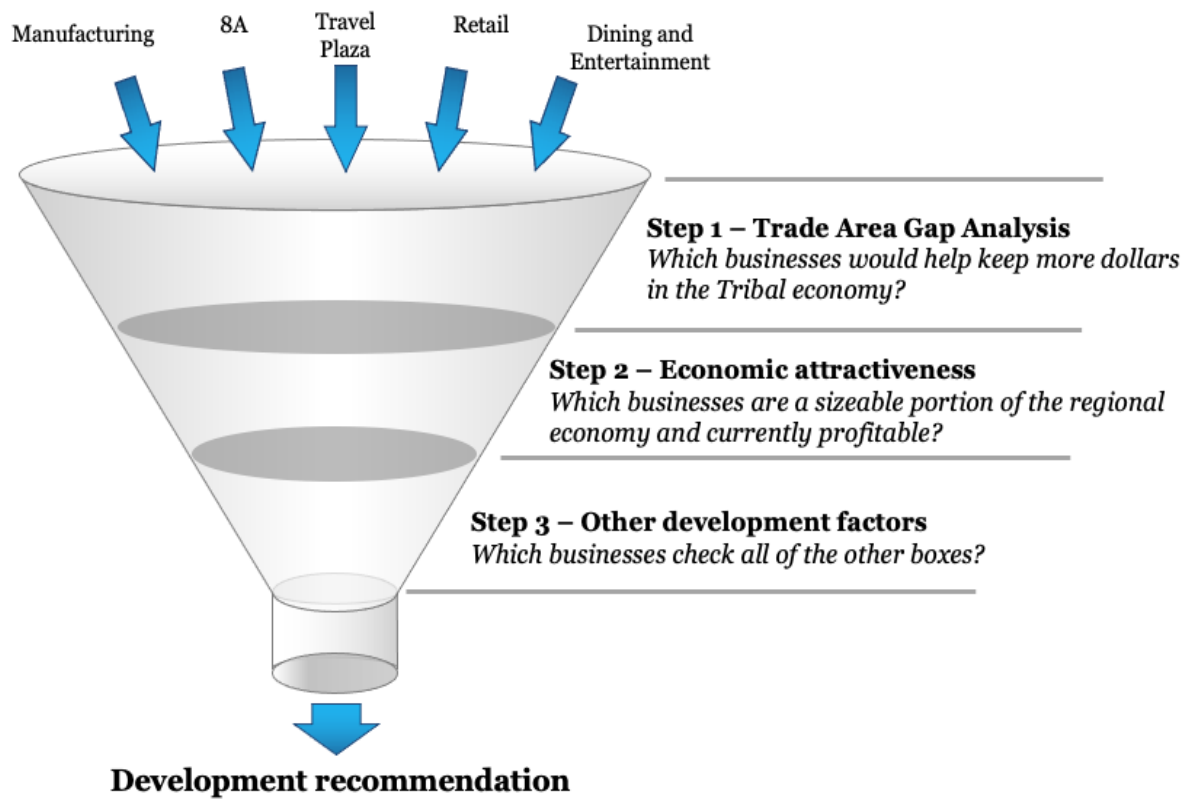 Manufacturing
8A
Travel
Plaza
Retail
Dining and
Entertainment
Step 1 – Trade Area Gap Analysis
Which businesses would help keep more dollars
in the Tribal economy?
Step 2 – Economic attractiveness
Which businesses are a sizeable portion of the regional
economy and currently profitable?
Step 3 – Other development factors
Which businesses check all of the other boxes?
Development recommendation